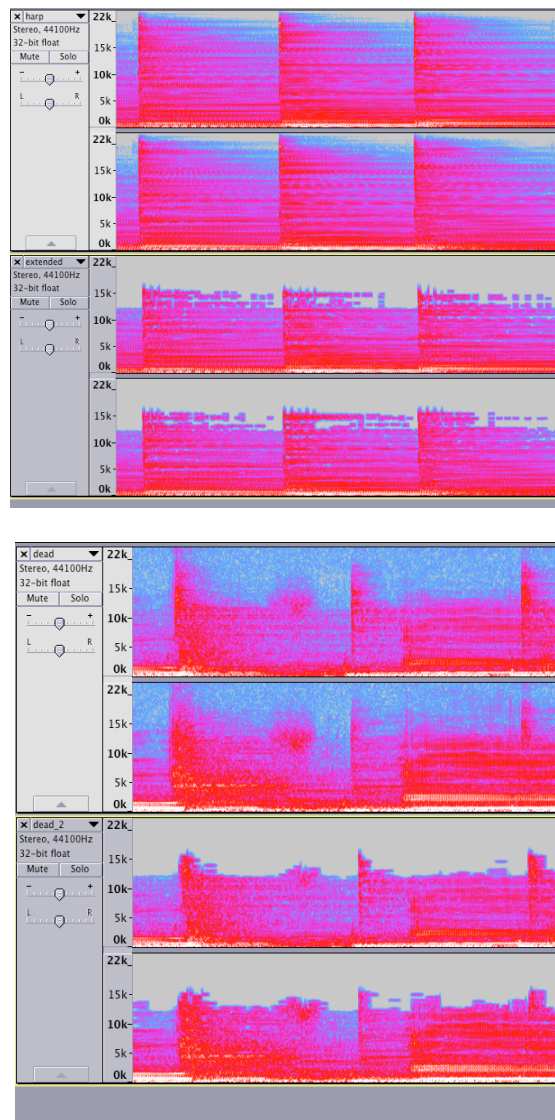 × harp ▼
Stereo, 44100Hz
32-bit float
Mute Solo
- +
L R
22k
15k-
10k-
5k-
0k
22k
15k-
10k-
5k-
0k
× extended ▼
Stereo, 44100Hz
32-bit float
Mute Solo
- +
L R
22k
15k-
10k-
5k-
0k
22k
15k-
10k-
5k-
0k
× dead ▼
Stereo, 44100Hz
32-bit float
Mute Solo
- +
L R
22k
15k-
10k-
5k-
0k
22k
15k-
10k-
5k-
0k
× dead_2 ▼
Stereo, 44100Hz
32-bit float
Mute Solo
- +
L R
22k
15k-
10k-
5k-
0k
22k
15k-
10k-
5k-
0k